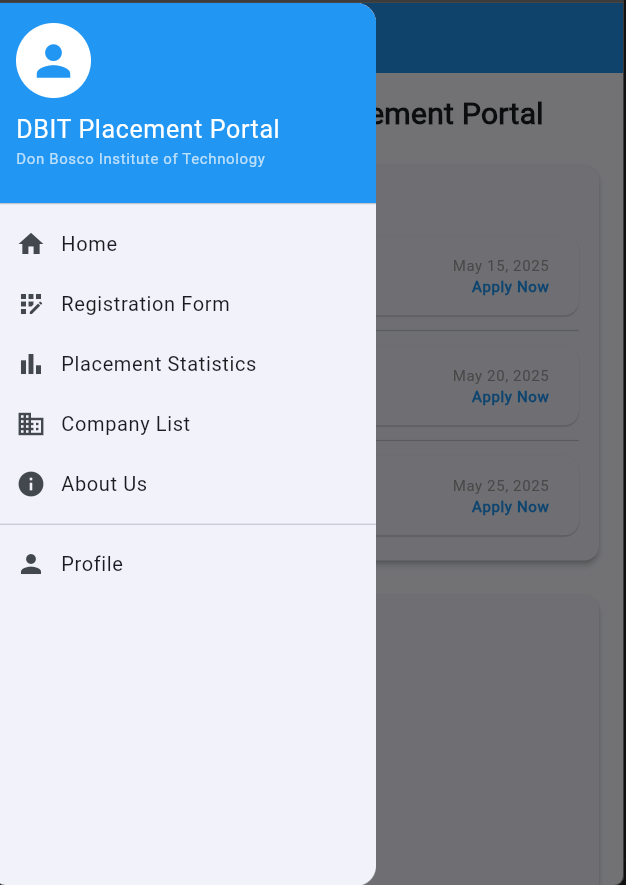 DBIT Placement Portal
Don Bosco Institute of Technology
Home
Registration Form
Placement Statistics
Company List
About Us
Profile
ement Portal
May 15, 2025
Apply Now
May 20, 2025
Apply Now
May 25, 2025
Apply Now